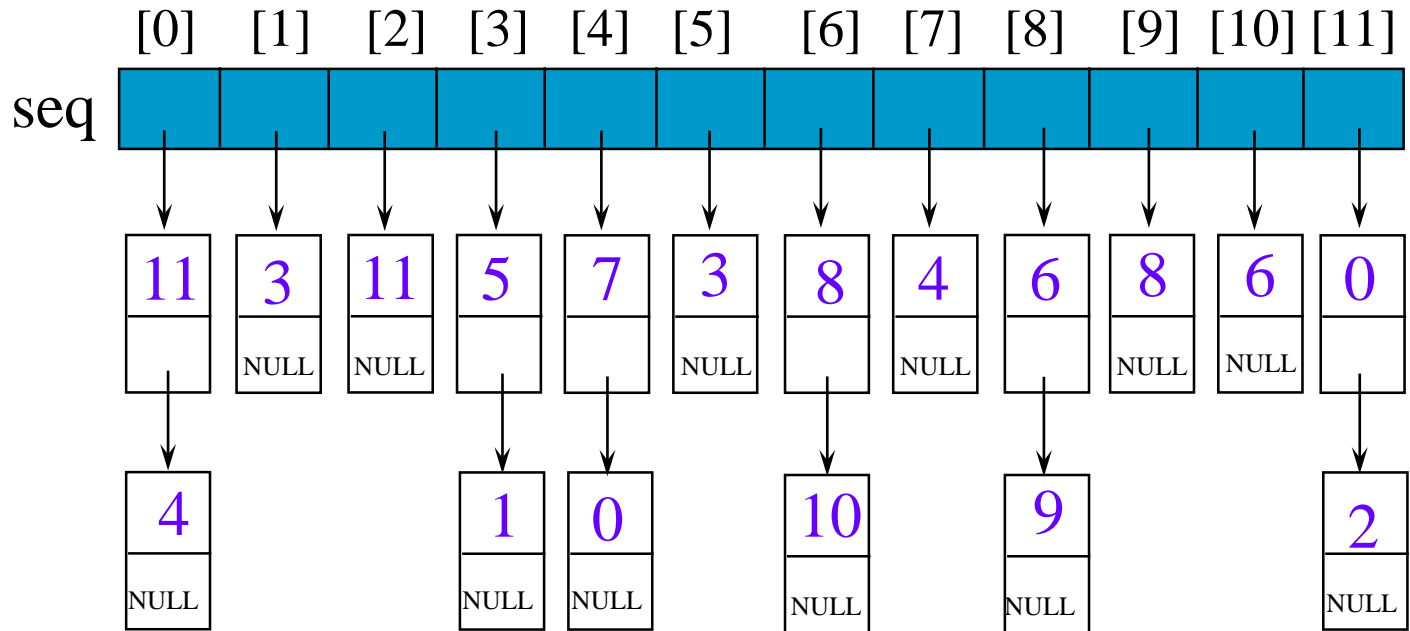 [0] [1] [2] [3] [4] [5] [6] [7] [8] [9] [10] [11]
seq
11 3 11 5 7 3 8 4 6 8 6 0
NULL NULL NULL NULL NULL NULL
4 1 0 10 9 2
NULL NULL NULL NULL NULL NULL